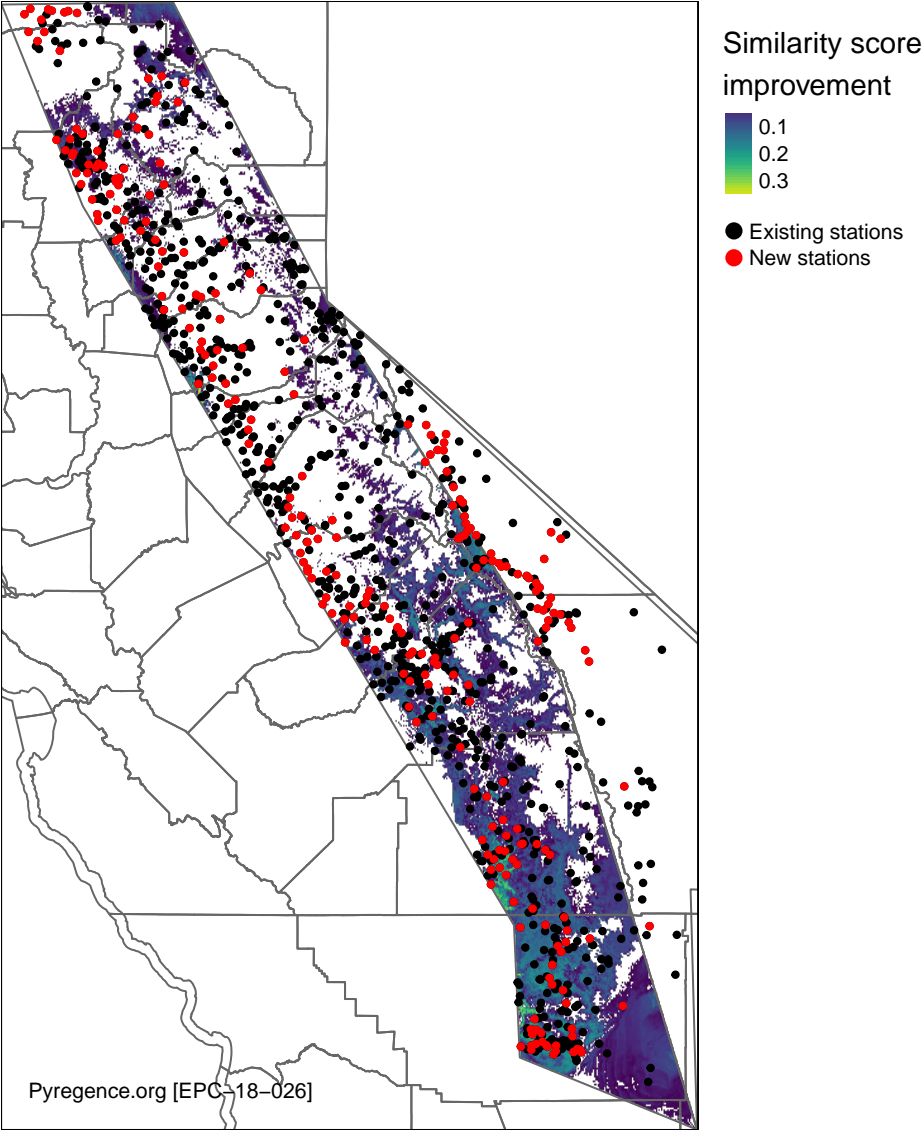 Similarity score
improvement
0.1
0.2
0.3
Existing stations
New stations
Pyregence.org [EPC−18−026]